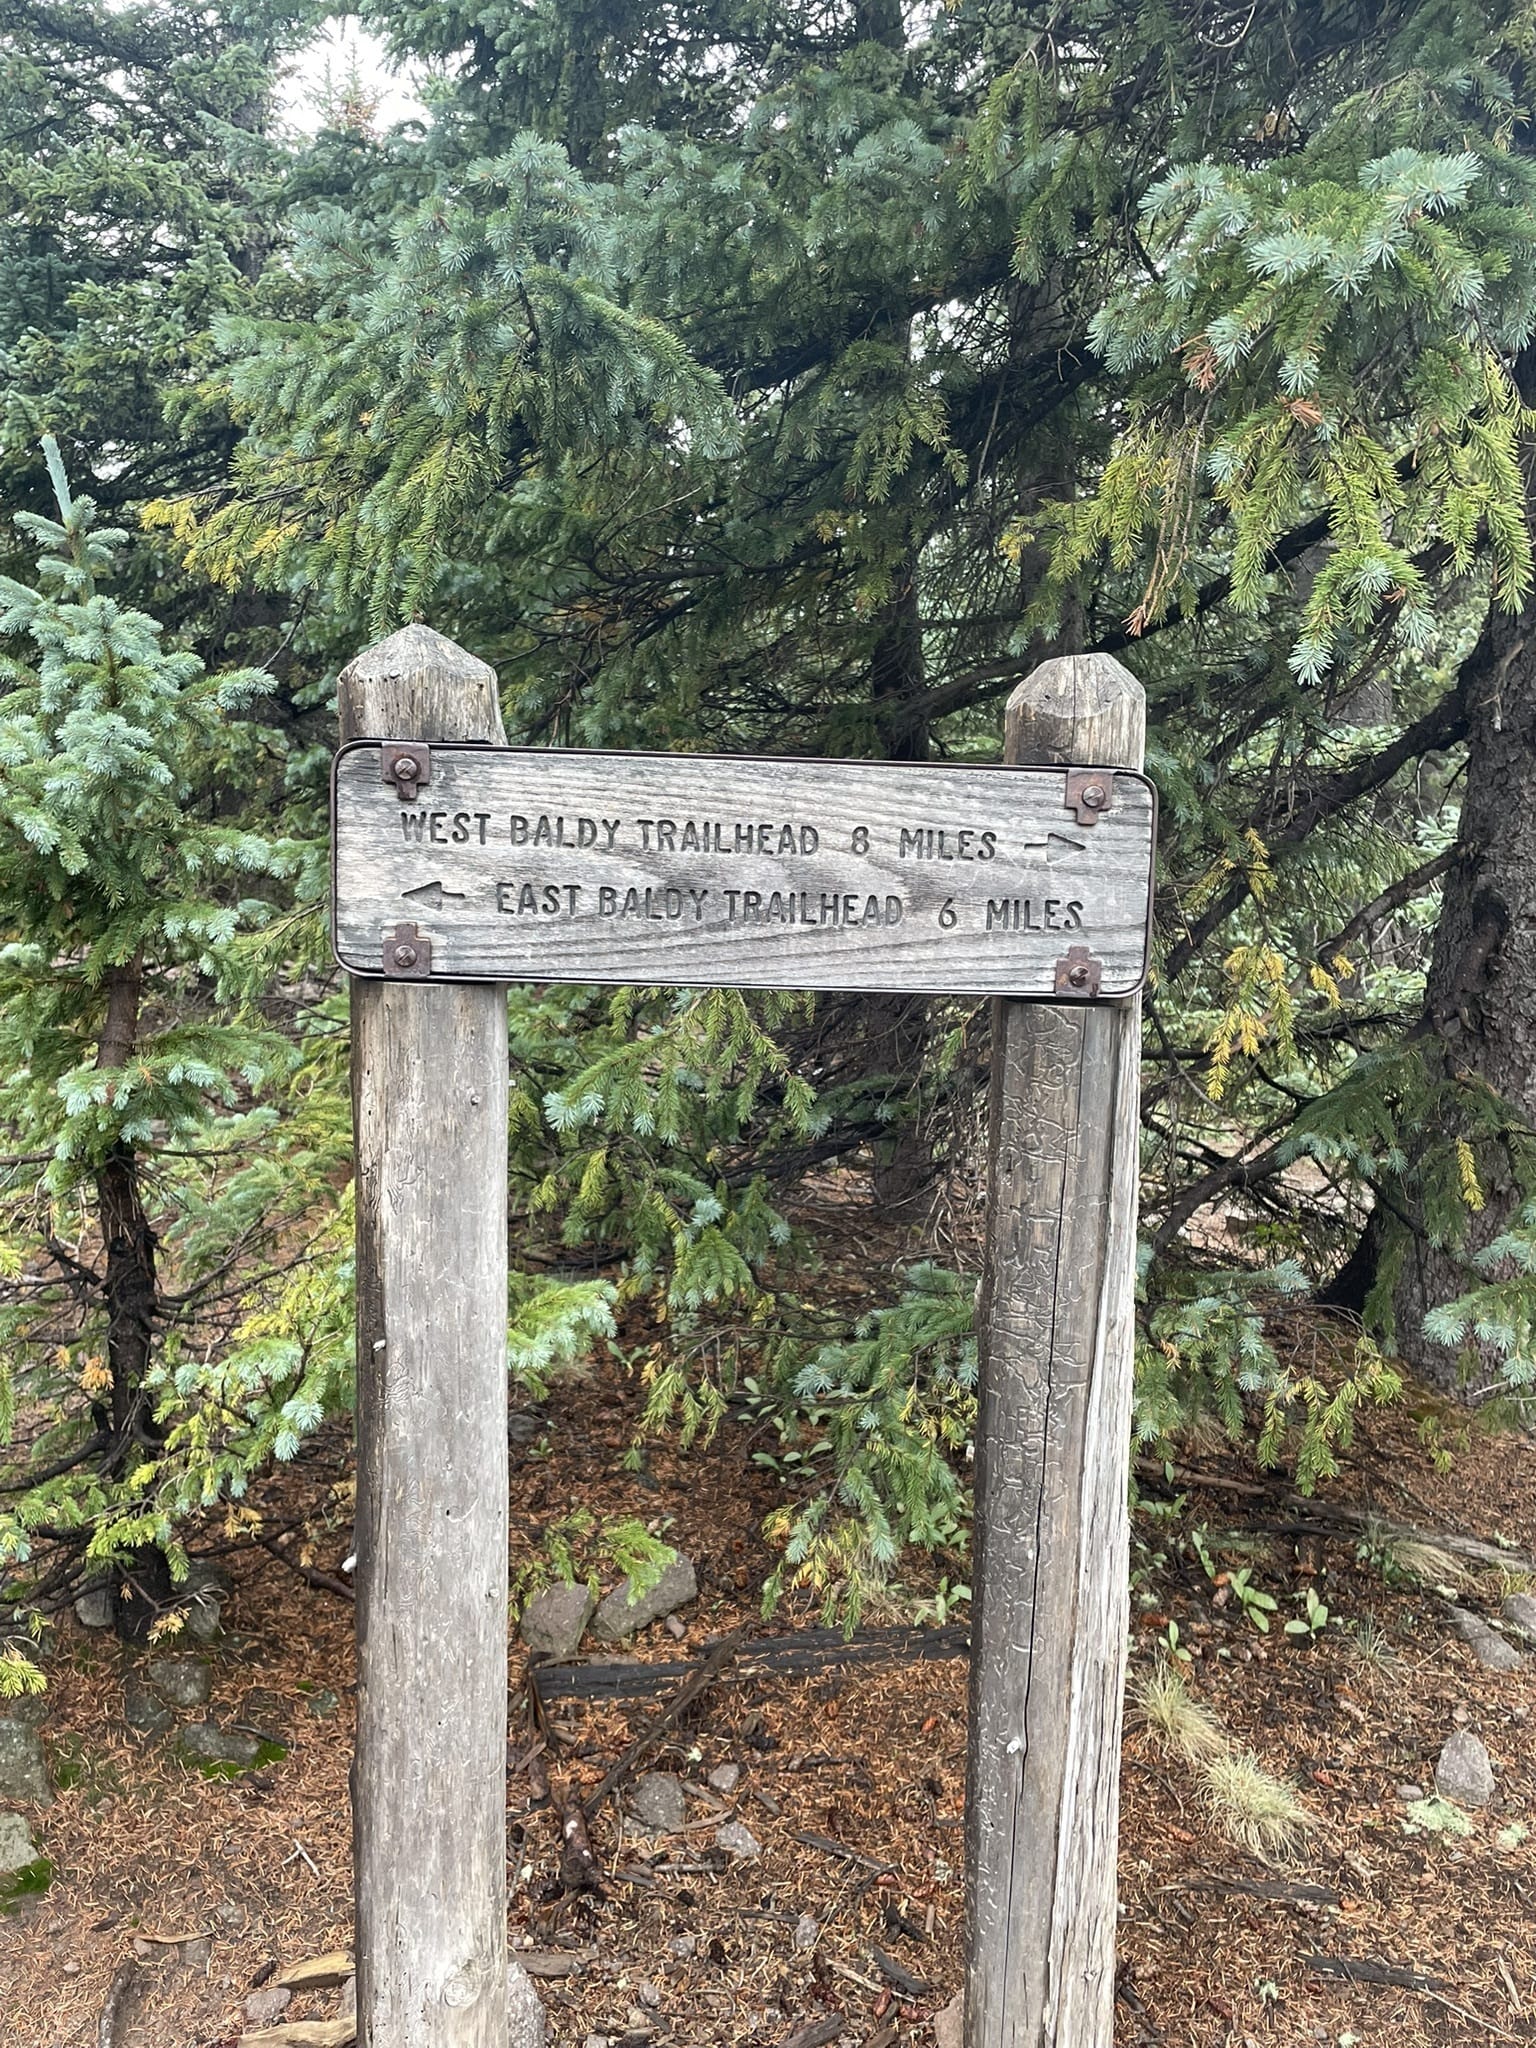 WEST BALDY TRAILHEAD 8 MILES →
← EAST BALDY TRAILHEAD 6 MILES